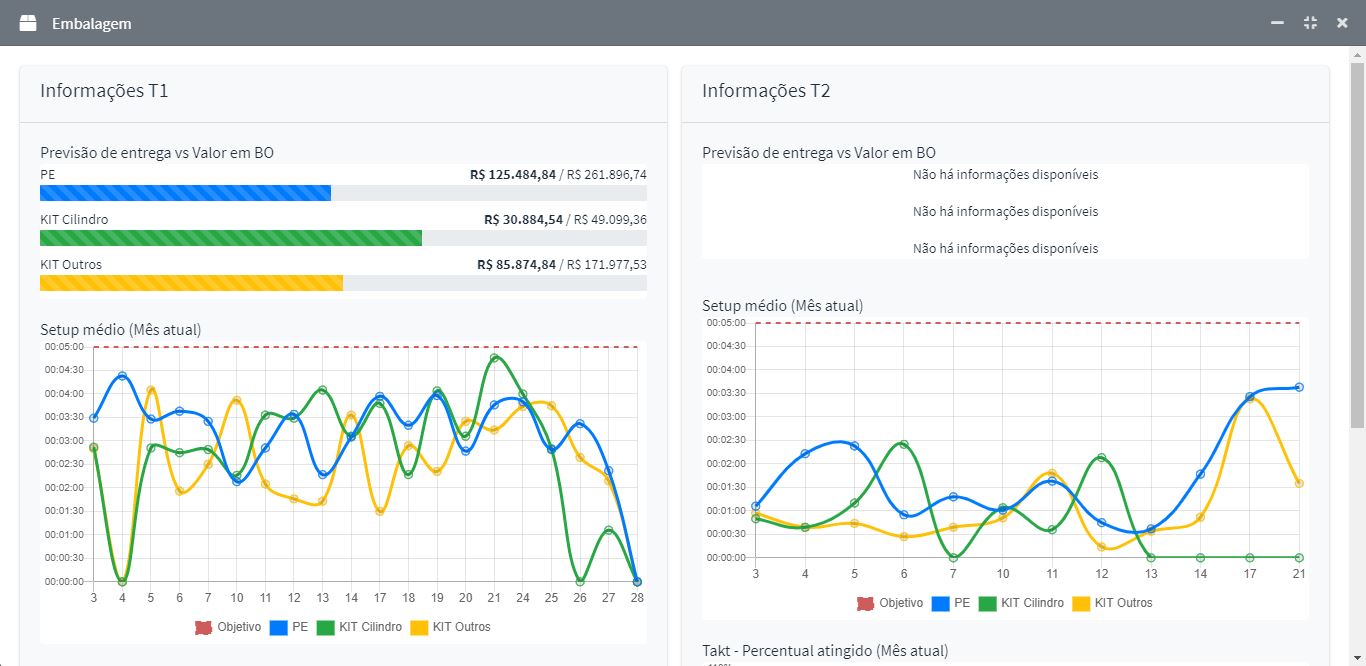 Embalagem
Informações T1
Previsão de entrega vs Valor em BO
PE R$ 125.484,84 / R$ 261.896,74
KIT Cilindro R$ 30.884,54 / R$ 49.099,36
KIT Outros R$ 85.874,84 / R$ 171.977,53
Setup médio (Mês atual)
00:05:00
00:04:30
00:04:00
00:03:30
00:03:00
00:02:30
00:02:00
00:01:30
00:01:00
00:00:30
00:00:00
3 4 5 6 7 10 11 12 13 14 17 18 19 20 21 24 25 26 27 28
Objetivo PE KIT Cilindro KIT Outros
Informações T2
Previsão de entrega vs Valor em BO
Não há informações disponíveis
Não há informações disponíveis
Não há informações disponíveis
Setup médio (Mês atual)
00:05:00
00:04:30
00:04:00
00:03:30
00:03:00
00:02:30
00:02:00
00:01:30
00:01:00
00:00:30
00:00:00
3 4 5 6 7 10 11 12 13 14 17 21
Objetivo PE KIT Cilindro KIT Outros
Takt - Percentual atingido (Mês atual)